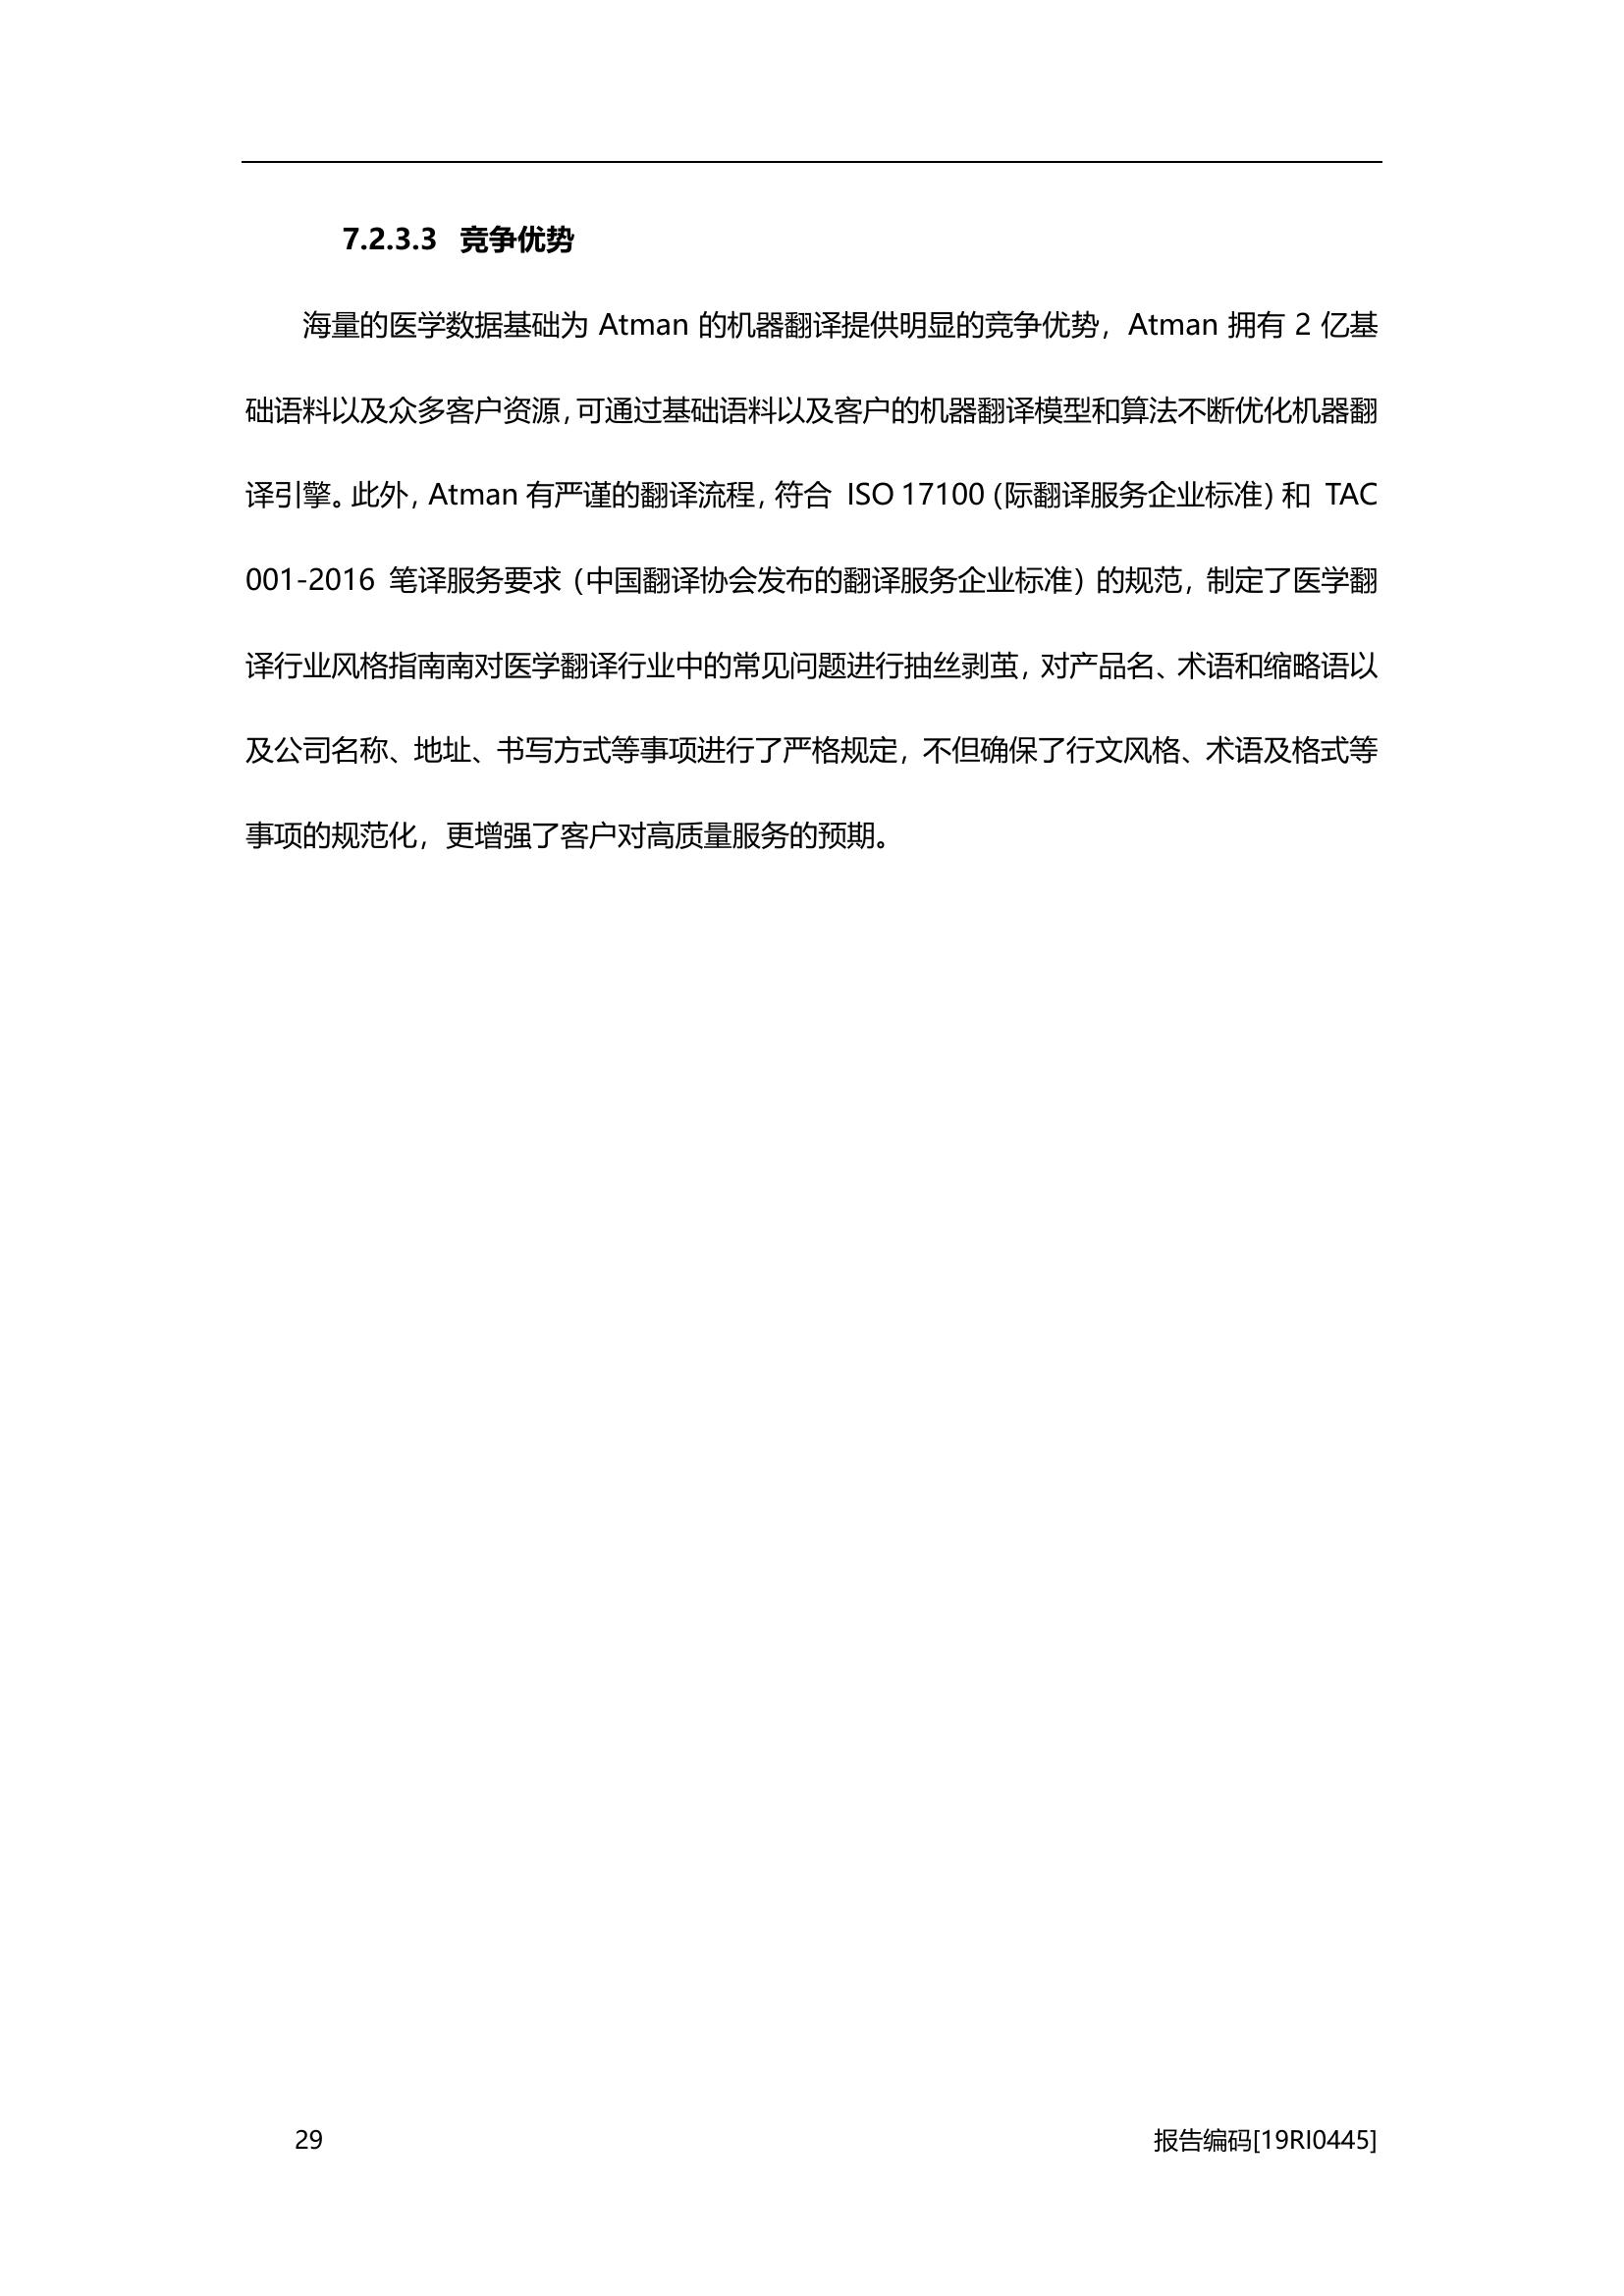 7.2.3.3 竞争优势
海量的医学数据基础为 Atman 的机器翻译提供明显的竞争优势，Atman 拥有 2 亿基
础语料以及众多客户资源，可通过基础语料以及客户的机器翻译模型和算法不断优化机器翻
译引擎。此外，Atman 有严谨的翻译流程，符合 ISO 17100（际翻译服务企业标准）和 TAC
001-2016 笔译服务要求（中国翻译协会发布的翻译服务企业标准）的规范，制定了医学翻
译行业风格指南南对医学翻译行业中的常见问题进行抽丝剥茧，对产品名、术语和缩略语以
及公司名称、地址、书写方式等事项进行了严格规定，不但确保了行文风格、术语及格式等
事项的规范化，更增强了客户对高质量服务的预期。
29 报告编码[19RI0445]